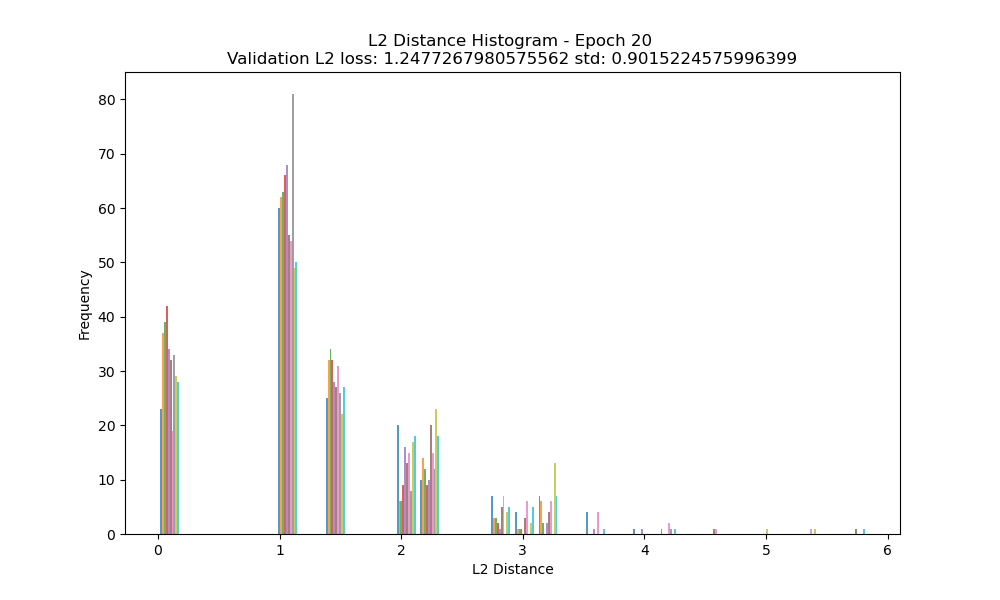 L2 Distance Histogram - Epoch 20
Validation L2 loss: 1.2477267980575562 std: 0.9015224575996399
80
70
60
50
40
30
20
10
0
Frequency
0 1 2 3 4 5 6
L2 Distance